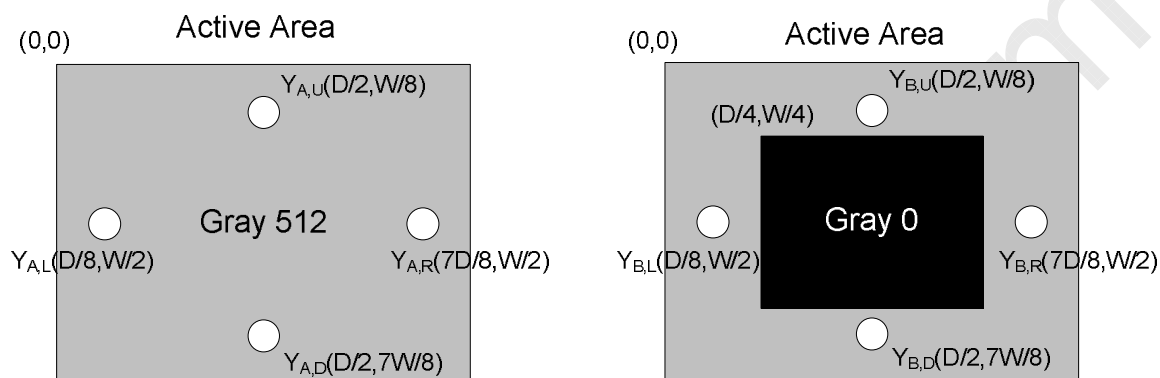 Active Area
(0,0)
Y_A,U(D/2,W/8)
Gray 512
Y_A,L(D/8,W/2)
Y_A,R(7D/8,W/2)
Y_A,D(D/2,7W/8)
Active Area
(0,0)
Y_B,U(D/2,W/8)
(D/4,W/4)
Gray 0
Y_B,L(D/8,W/2)
Y_B,R(7D/8,W/2)
Y_B,D(D/2,7W/8)
m